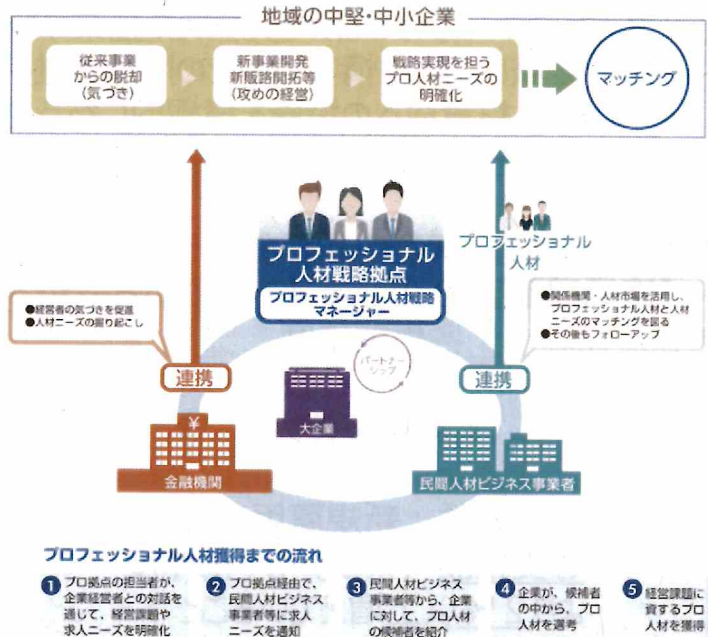 地域の中堅・中小企業
従来事業
からの脱却
(気づき)
新事業開発
新販路開拓等
(攻めの経営)
戦略実現を担う
プロ人材ニーズの
明確化
マッチング
プロフェッショナル
人材戦略拠点
プロフェッショナル人材戦略
マネージャー
プロフェッショナル
人材
●経営者の気づきを促進
●人材ニーズの掘り起こし
●関係機関・人材市場を活用し、
プロフェッショナル人材と人材
ニーズのマッチングを図る
●その後もフォローアップ
連携
パートナー
シップ
連携
大企業
¥
金融機関
民間人材ビジネス事業者
プロフェッショナル人材獲得までの流れ
1 プロ拠点の担当者が、
企業経営者との対話を
通じて、経営課題や
求人ニーズを明確化
2 プロ拠点経由で、
民間人材ビジネス
事業者等に求人
ニーズを通知
3 民間人材ビジネス
事業者等から、企業
に対して、プロ人材
の候補者を紹介
4 企業が、候補者
の中から、プロ
人材を選考
5 経営課題に
資するプロ
人材を獲得